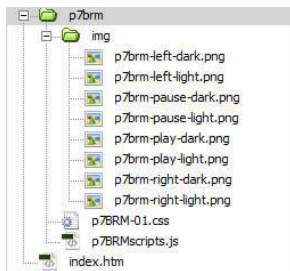 p7brm
img
p7brm-left-dark.png
p7brm-left-light.png
p7brm-pause-dark.png
p7brm-pause-light.png
p7brm-play-dark.png
p7brm-play-light.png
p7brm-right-dark.png
p7brm-right-light.png
p7BRM-01.css
p7BRMscripts.js
index.htm